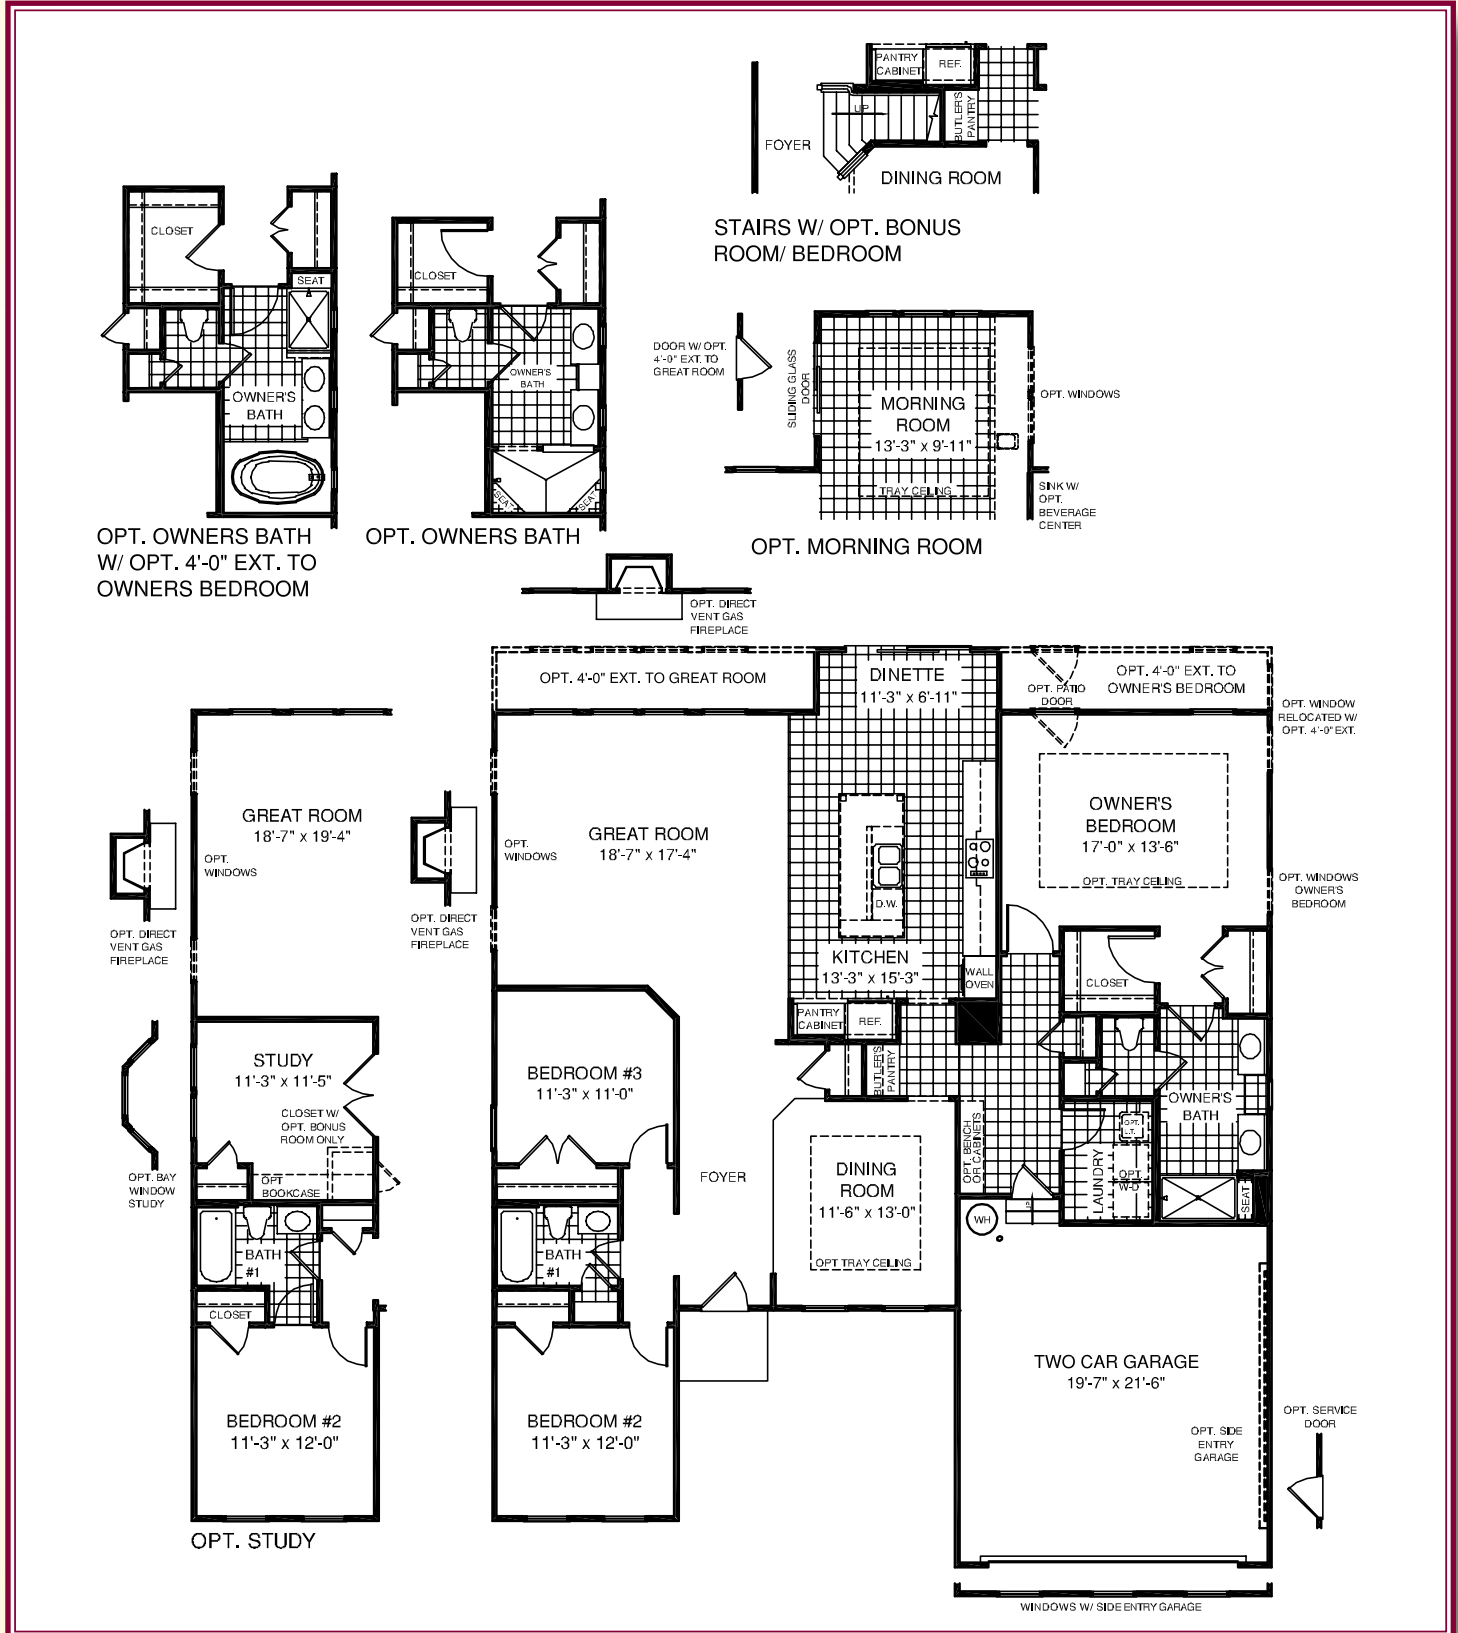 PANTRY
CABINET
REF.
UP
BUTLER'S
PANTRY
FOYER
DINING ROOM
STAIRS W/ OPT. BONUS
ROOM/ BEDROOM
CLOSET
SEAT
OWNER'S
BATH
OPT. OWNERS BATH
W/ OPT. 4'-0" EXT. TO
OWNERS BEDROOM
CLOSET
OWNER'S
BATH
SEAT
SEAT
OPT. OWNERS BATH
DOOR W/ OPT.
4'-0" EXT. TO
GREAT ROOM
SLIDING GLASS
DOOR
MORNING
ROOM
13'-3" x 9'-11"
TRAY CEILING
OPT. WINDOWS
SINK W/
OPT.
BEVERAGE
CENTER
OPT. MORNING ROOM
OPT. DIRECT
VENT GAS
FIREPLACE
OPT. 4'-0" EXT. TO GREAT ROOM
DINETTE
11'-3" x 6'-11"
OPT. PATIO
DOOR
OPT. 4'-0" EXT. TO
OWNER'S BEDROOM
OPT. WINDOW
RELOCATED W/
OPT. 4'-0" EXT.
GREAT ROOM
18'-7" x 19'-4"
OPT.
WINDOWS
OPT. DIRECT
VENT GAS
FIREPLACE
OPT.
WINDOWS
GREAT ROOM
18'-7" x 17'-4"
OPT. DIRECT
VENT GAS
FIREPLACE
D.W.
KITCHEN
13'-3" x 15'-3"
WALL
OVEN
OWNER'S
BEDROOM
17'-0" x 13'-6"
OPT. TRAY CEILING
OPT. WINDOWS
OWNER'S
BEDROOM
CLOSET
PANTRY
CABINET
REF.
BUTLER'S
PANTRY
STUDY
11'-3" x 11'-5"
CLOSET W/
OPT. BONUS
ROOM ONLY
OPT
BOOKCASE
OPT. BAY
WINDOW
STUDY
BEDROOM #3
11'-3" x 11'-0"
FOYER
DINING
ROOM
11'-6" x 13'-0"
OPT TRAY CEILING
OPT. BENCH
OR CABINETS
LAUNDRY
OPT.
L.T.
OPT
W-D
OWNER'S
BATH
SEAT
UP
WH
BATH
#1
CLOSET
BATH
#1
BEDROOM #2
11'-3" x 12'-0"
OPT. STUDY
BEDROOM #2
11'-3" x 12'-0"
TWO CAR GARAGE
19'-7" x 21'-6"
OPT. SIDE
ENTRY
GARAGE
OPT. SERVICE
DOOR
WINDOWS W/ SIDE ENTRY GARAGE